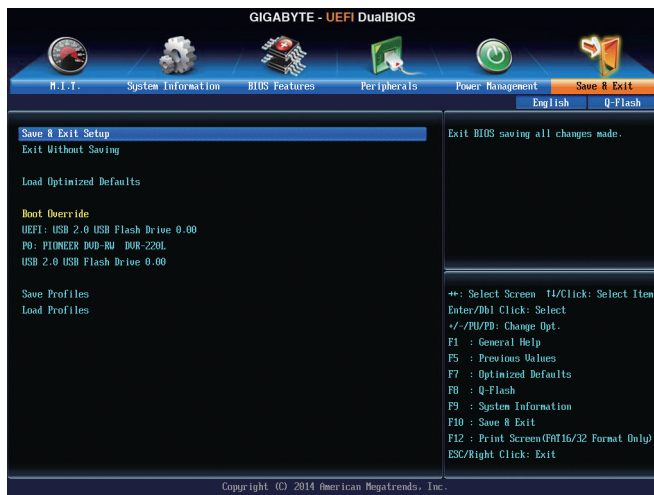 GIGABYTE - UEFI DualBIOS
M.I.T.
System Information
BIOS Features
Peripherals
Power Management
Save & Exit
English
Q-Flash
Save & Exit Setup
Exit Without Saving
Load Optimized Defaults
Boot Override
UEFI: USB 2.0 USB Flash Drive 0.00
P0: PIONEER DVD-RW DVR-220L
USB 2.0 USB Flash Drive 0.00
Save Profiles
Load Profiles
Exit BIOS saving all changes made.
→←: Select Screen ↑↓/Click: Select Item
Enter/Dbl Click: Select
+/-/PU/PD: Change Opt.
F1 : General Help
F5 : Previous Values
F7 : Optimized Defaults
F8 : Q-Flash
F9 : System Information
F10 : Save & Exit
F12 : Print Screen(FAT16/32 Format Only)
ESC/Right Click: Exit
Copyright (C) 2014 American Megatrends, Inc.